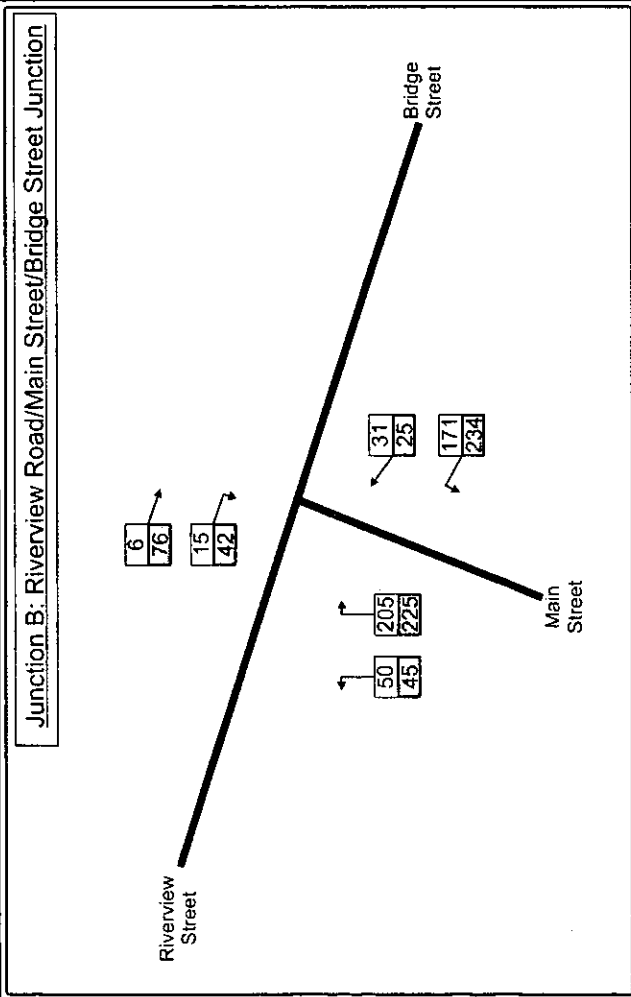 Junction B: Riverview Road/Main Street/Bridge Street Junction
6
76
15
42
31
25
171
234
205
225
50
45
Riverview
Street
Bridge
Street
Main
Street